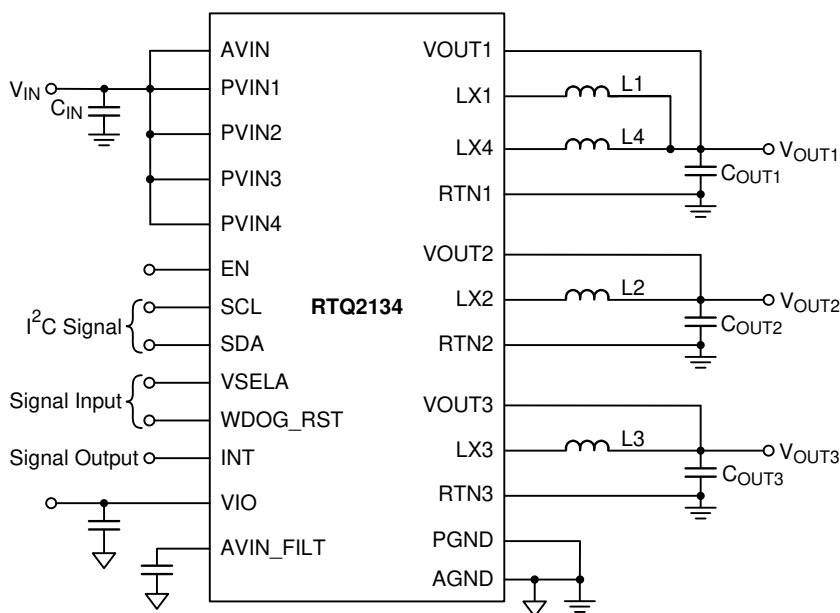 AVIN
PVIN1
PVIN2
PVIN3
PVIN4
EN
SCL
SDA
VSELA
WDOG_RST
INT
VIO
AVIN_FILT
V_IN
C_IN
I²C Signal
Signal Input
Signal Output
RTQ2134
VOUT1
LX1
LX4
RTN1
VOUT2
LX2
RTN2
VOUT3
LX3
RTN3
PGND
AGND
L1
L4
V_OUT1
C_OUT1
L2
V_OUT2
C_OUT2
L3
V_OUT3
C_OUT3